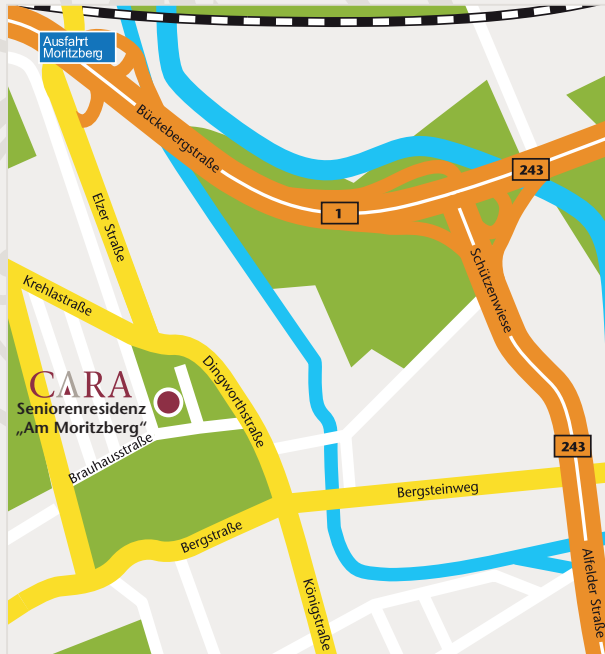 Ausfahrt
Moritzberg
Bückebergstraße
243
1
Elzer Straße
Schützenwiese
Krehlastraße
Dingworthstraße
CARA
Seniorenresidenz
„Am Moritzberg“
Brauhausstraße
243
Bergsteinweg
Bergstraße
Königstraße
Alfelder Straße